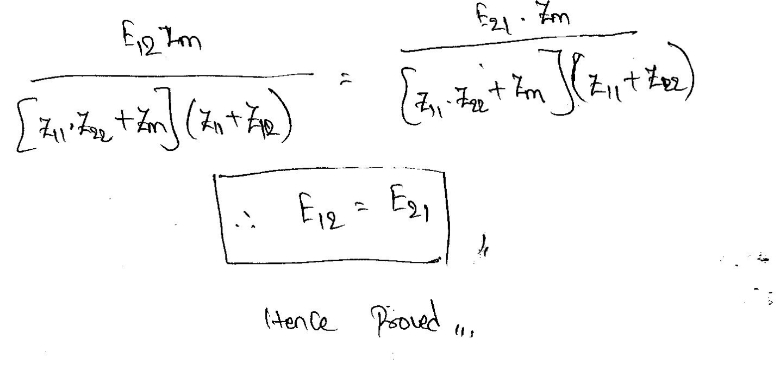 E₁₂ Zm / [Z₁₁·Z₂₂ + Zm] (Z₁₁ + Z₁₂) = E₂₁ · Zm / [Z₁₁·Z₂₂ + Zm] (Z₁₁ + Z₂₂)
∴ E₁₂ = E₂₁
Hence Proved ,,,